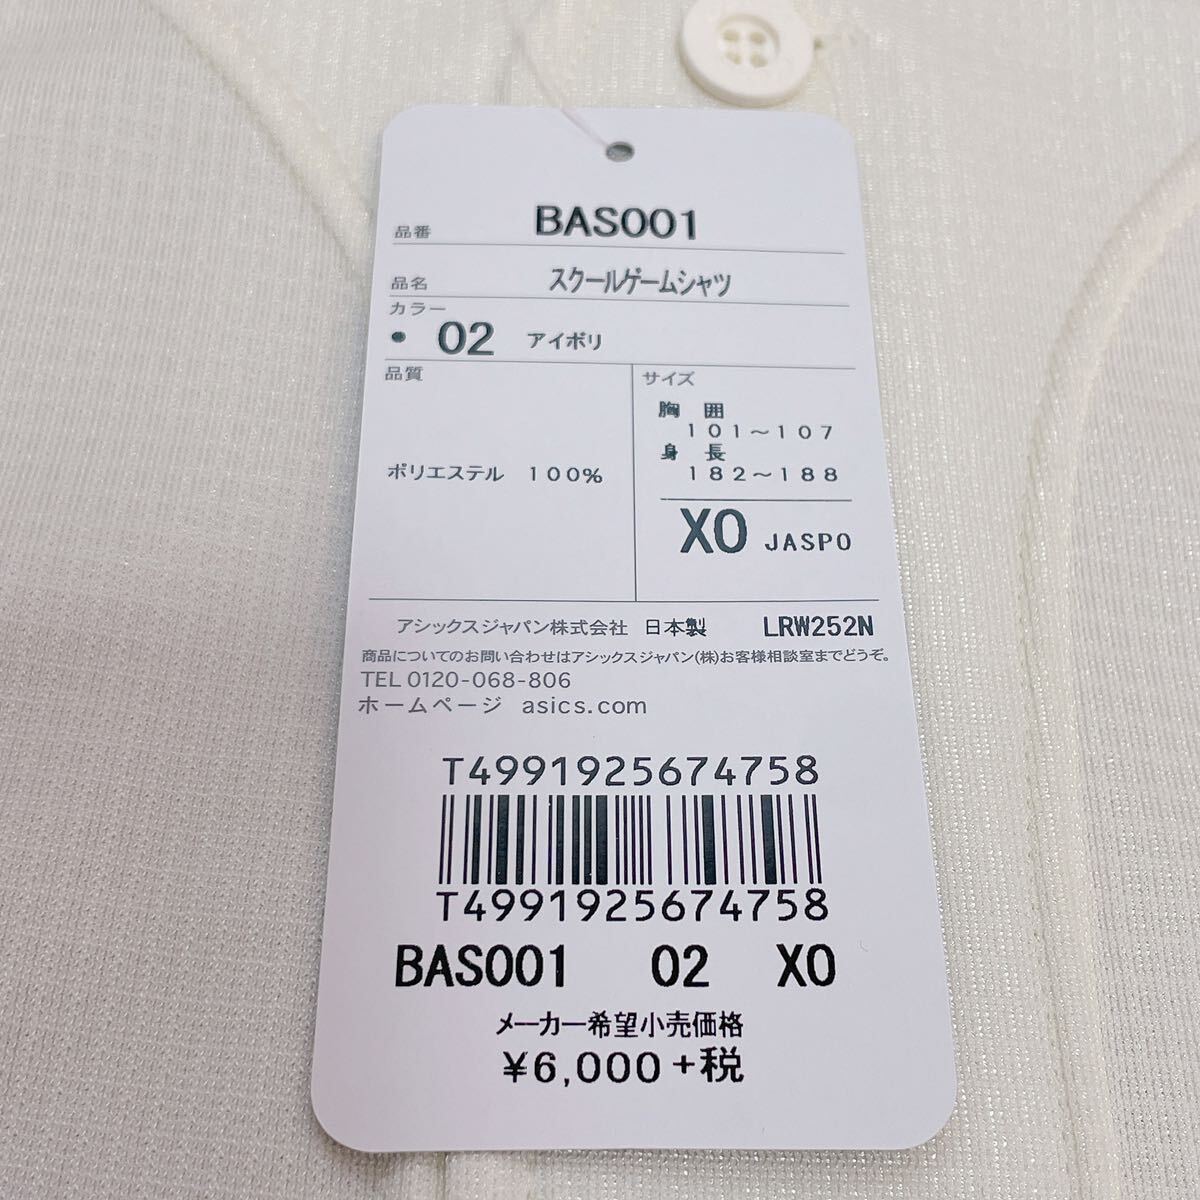 品番 BAS001
品名 スクールゲームシャツ
カラー
• 02 アイボリ
品質
ポリエステル 100%
サイズ
胸 囲
101～107
身 長
182～188
XO JASPO
アシックスジャパン株式会社 日本製 LRW252N
商品についてのお問い合わせはアシックスジャパン(株)お客様相談室までどうぞ。
TEL 0120-068-806
ホームページ asics.com
T4991925674758
T4991925674758
BAS001 02 XO
メーカー希望小売価格
¥6,000+税